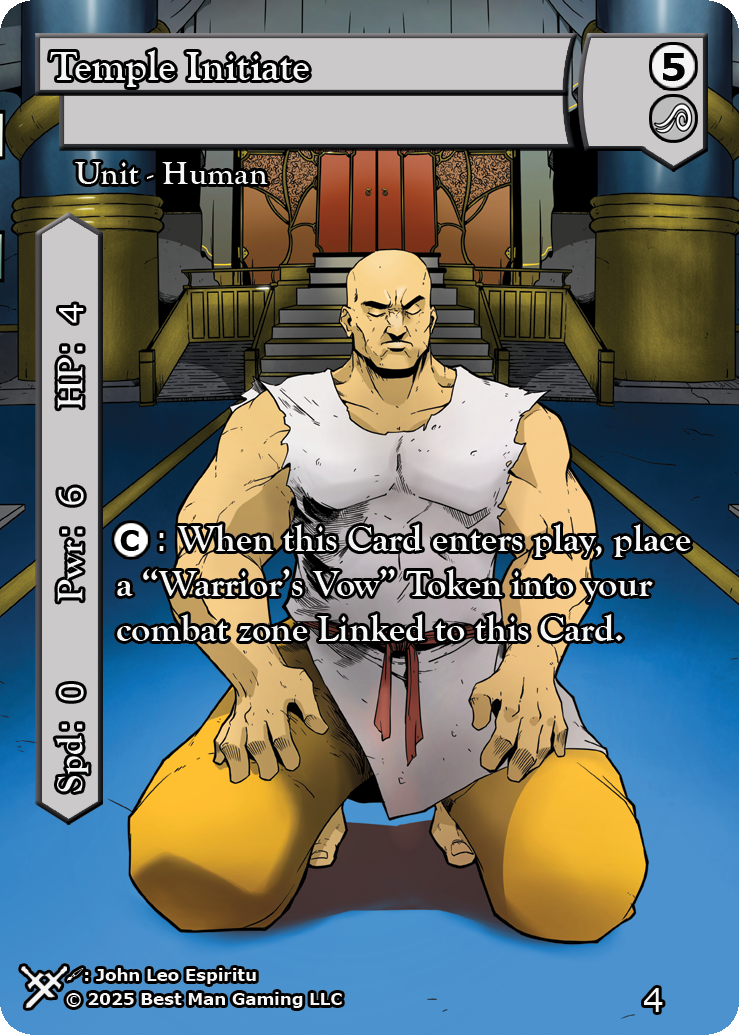 Temple Initiate
5
Unit - Human
HP: 4
Pwr: 6
Spd: 0
C : When this Card enters play, place
a “Warrior’s Vow” Token into your
combat zone Linked to this Card.
: John Leo Espiritu
© 2025 Best Man Gaming LLC
4